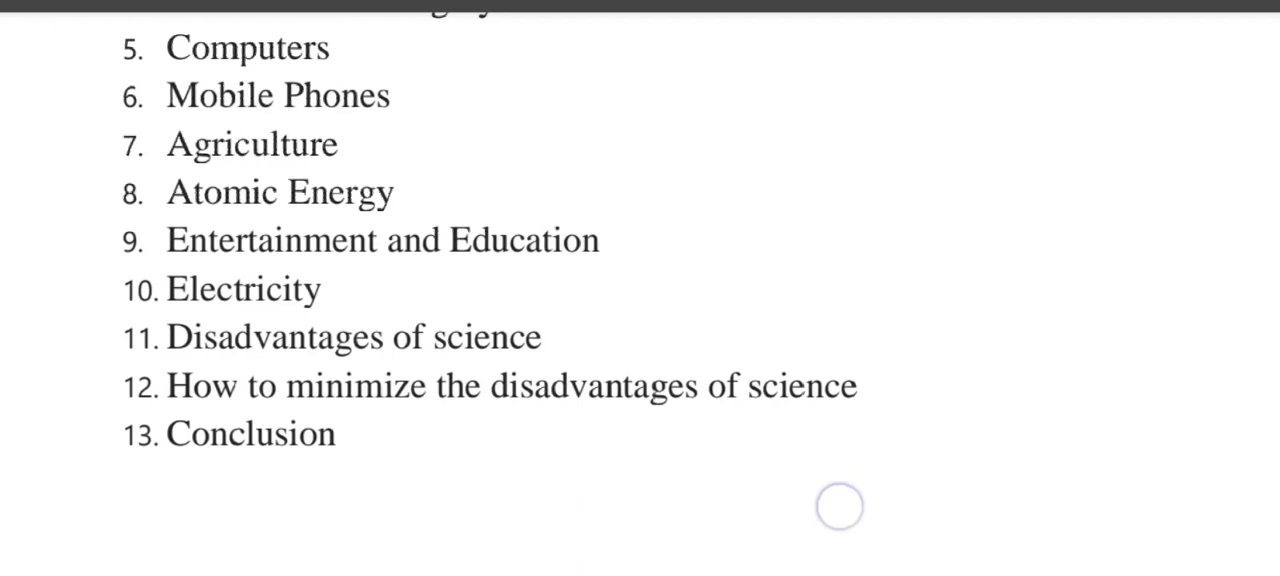 5. Computers
6. Mobile Phones
7. Agriculture
8. Atomic Energy
9. Entertainment and Education
10. Electricity
11. Disadvantages of science
12. How to minimize the disadvantages of science
13. Conclusion